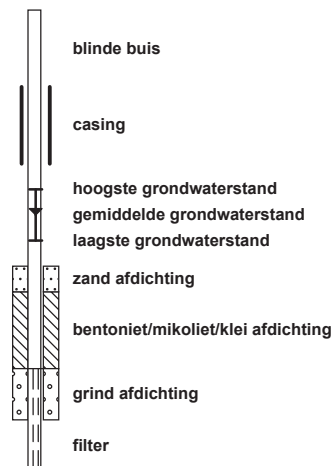 blinde buis
casing
hoogste grondwaterstand
gemiddelde grondwaterstand
laagste grondwaterstand
zand afdichting
bentoniet/mikoliet/klei afdichting
grind afdichting
filter